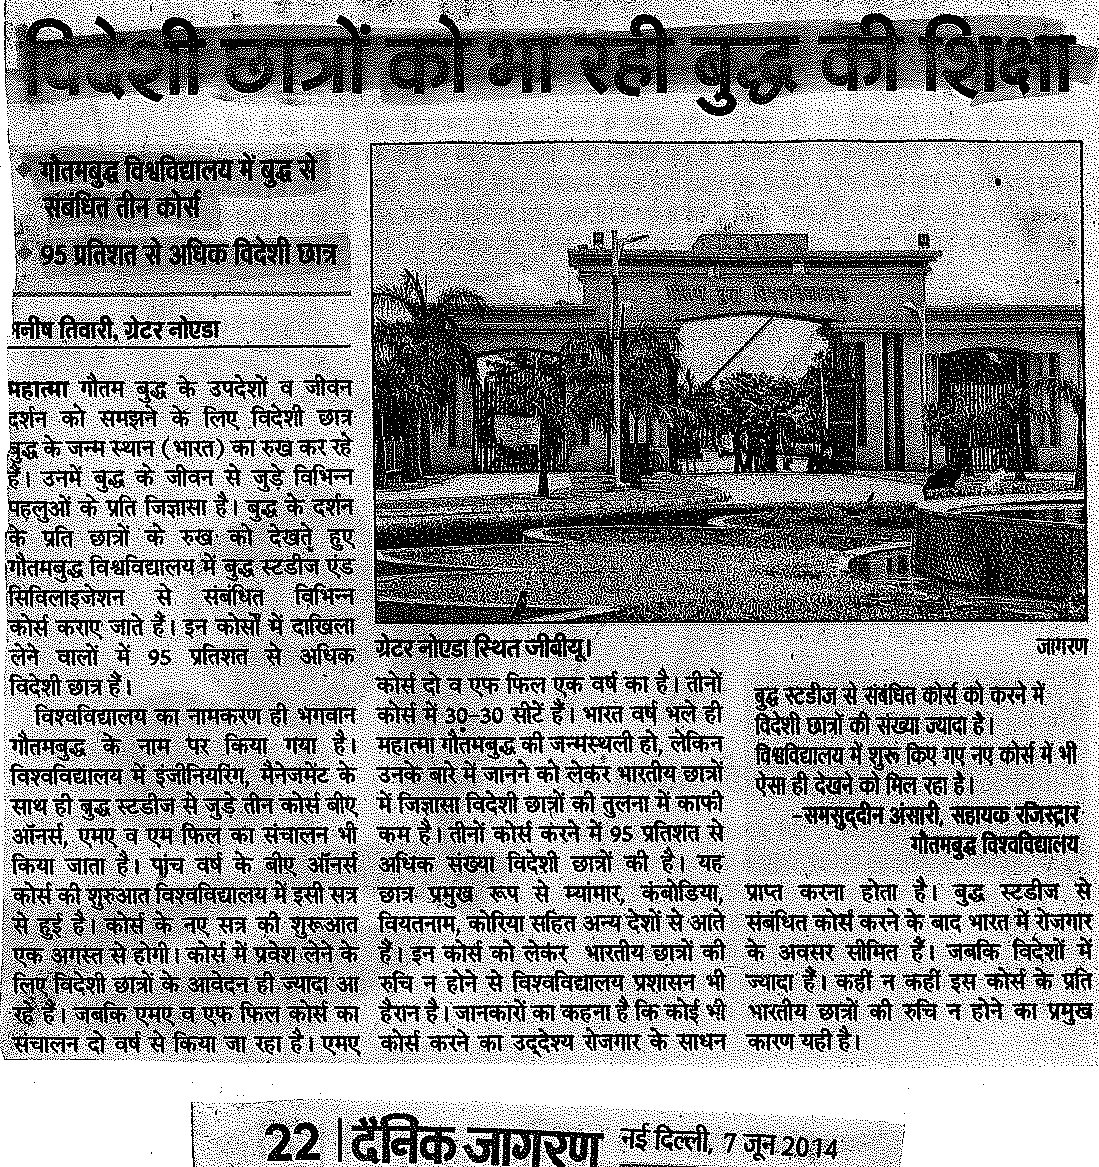 विदेशी छात्रों को भा रही बुद्ध की शिक्षा
गौतमबुद्ध विश्वविद्यालय में बुद्ध से
संबंधित तीन कोर्स
95 प्रतिशत से अधिक विदेशी छात्र
मनीष तिवारी, ग्रेटर नोएडा
महात्मा गौतम बुद्ध के उपदेशों व जीवन
दर्शन को समझने के लिए विदेशी छात्र
बुद्ध के जन्म स्थान (भारत) का रुख कर रहे
हैं। उनमें बुद्ध के जीवन से जुड़े विभिन्न
पहलुओं के प्रति जिज्ञासा है। बुद्ध के दर्शन
के प्रति छात्रों के रुख को देखते हुए
गौतमबुद्ध विश्वविद्यालय में बुद्ध स्टडीज एंड
सिविलाइजेशन से संबंधित विभिन्न
कोर्स कराए जाते हैं। इन कोर्सों में दाखिला
लेने वालों में 95 प्रतिशत से अधिक
विदेशी छात्र हैं।
विश्वविद्यालय का नामकरण ही भगवान
गौतमबुद्ध के नाम पर किया गया है।
विश्वविद्यालय में इंजीनियरिंग, मैनेजमेंट के
साथ ही बुद्ध स्टडीज से जुड़े तीन कोर्स बीए
ऑनर्स, एमए व एम फिल का संचालन भी
किया जाता है। पांच वर्ष के बीए ऑनर्स
कोर्स की शुरुआत विश्वविद्यालय में इसी सत्र
से हुई है। कोर्स के नए सत्र की शुरूआत
एक अगस्त से होगी। कोर्स में प्रवेश लेने के
लिए विदेशी छात्रों के आवेदन ही ज्यादा आ
रहे हैं। जबकि एमए व एफ फिल कोर्स का
संचालन दो वर्ष से किया जा रहा है। एमए
ग्रेटर नोएडा स्थित जीबीयू।
जागरण
कोर्स दो व एफ फिल एक वर्ष का है। तीनों
कोर्स में 30-30 सीटें हैं। भारत वर्ष भले ही
महात्मा गौतमबुद्ध की जन्मस्थली हो, लेकिन
उनके बारे में जानने को लेकर भारतीय छात्रों
में जिज्ञासा विदेशी छात्रों की तुलना में काफी
कम है। तीनों कोर्स करने में 95 प्रतिशत से
अधिक संख्या विदेशी छात्रों की है। यह
छात्र प्रमुख रूप से म्यांमार, कंबोडिया,
वियतनाम, कोरिया सहित अन्य देशों से आते
हैं। इन कोर्स को लेकर भारतीय छात्रों की
रुचि न होने से विश्वविद्यालय प्रशासन भी
हैरान है। जानकारों का कहना है कि कोई भी
कोर्स करने का उद्देश्य रोजगार के साधन
बुद्ध स्टडीज से संबंधित कोर्स को करने में
विदेशी छात्रों की संख्या ज्यादा है।
विश्वविद्यालय में शुरू किए गए नए कोर्स में भी
ऐसा ही देखने को मिल रहा है।
-समसुद्दीन अंसारी, सहायक रजिस्ट्रार
गौतमबुद्ध विश्वविद्यालय
प्राप्त करना होता है। बुद्ध स्टडीज से
संबंधित कोर्स करने के बाद भारत में रोजगार
के अवसर सीमित हैं। जबकि विदेशों में
ज्यादा हैं। कहीं न कहीं इस कोर्स के प्रति
भारतीय छात्रों की रुचि न होने का प्रमुख
कारण यही है।
22 | दैनिक जागरण नई दिल्ली, 7 जून 2014